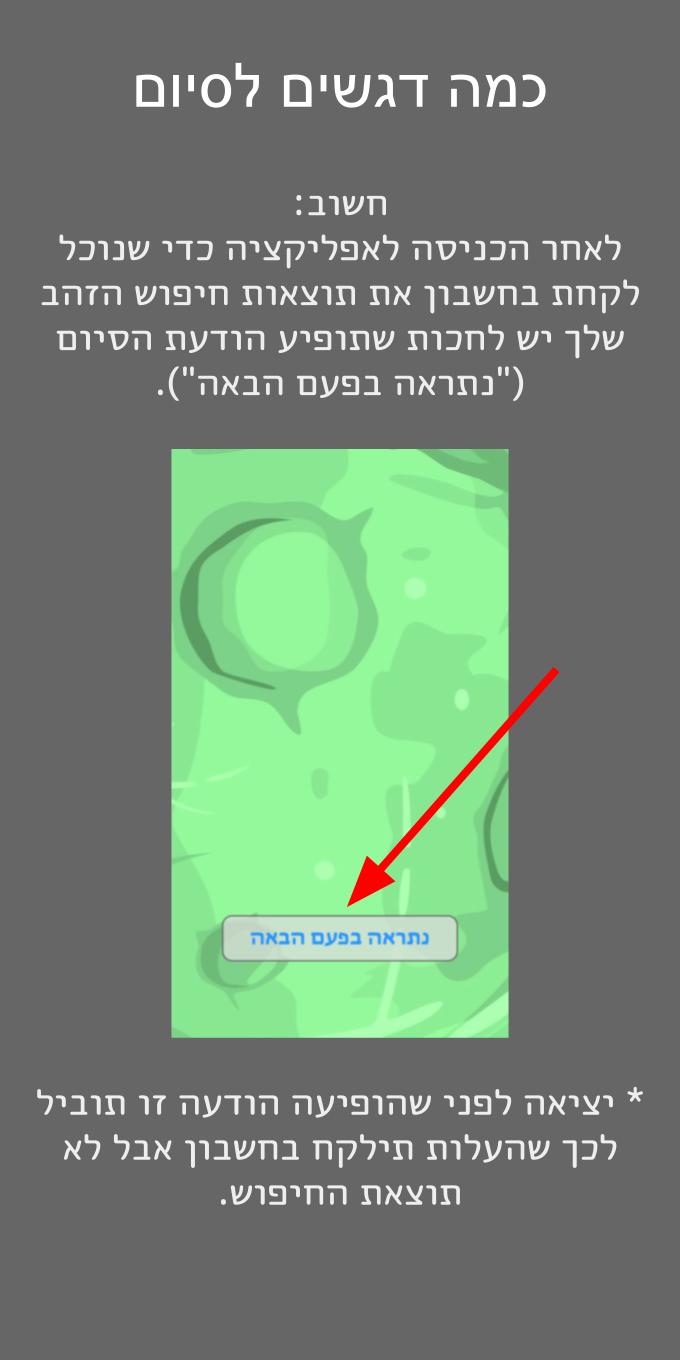 כמה דגשים לסיום
חשוב:
לאחר הכניסה לאפליקציה כדי שנוכל
לקחת בחשבון את תוצאות חיפוש הזהב
שלך יש לחכות שתופיע הודעת הסיום
("נתראה בפעם הבאה").
נתראה בפעם הבאה
* יציאה לפני שהופיעה הודעה זו תוביל
לכך שהעלות תילקח בחשבון אבל לא
תוצאת החיפוש.